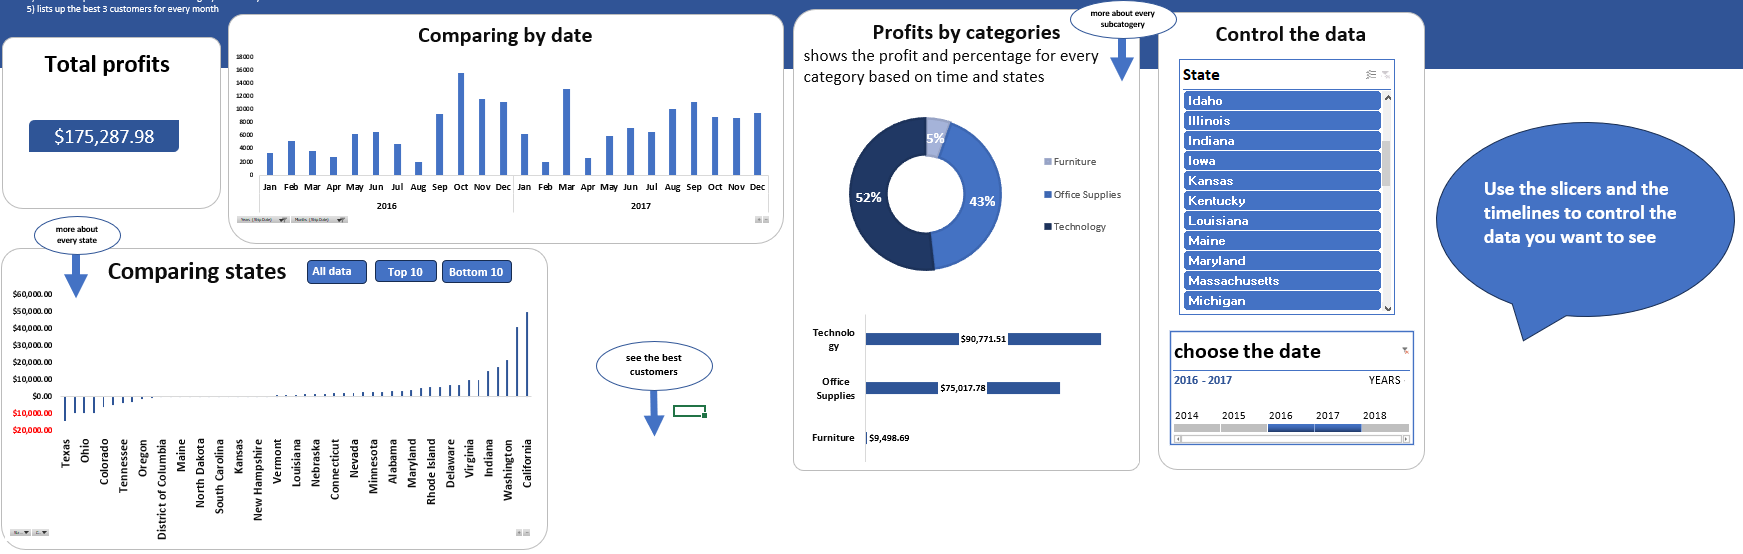 5) lists up the best 3 customers for every month
Total profits
$175,287.98
Comparing by date
18000
16000
14000
12000
10000
8000
6000
4000
2000
0
Jan Feb Mar Apr May Jun Jul Aug Sep Oct Nov Dec Jan Feb Mar Apr May Jun Jul Aug Sep Oct Nov Dec
2016 2017
more about
every state
Comparing states
All data
Top 10
Bottom 10
$60,000.00
$50,000.00
$40,000.00
$30,000.00
$20,000.00
$10,000.00
$0.00
$10,000.00
$20,000.00
Texas
Ohio
Colorado
Tennessee
Oregon
District of Columbia
Maine
North Dakota
South Carolina
Kansas
New Hampshire
Vermont
Louisiana
Nebraska
Connecticut
Nevada
Minnesota
Alabama
Maryland
Rhode Island
Delaware
Virginia
Indiana
Washington
California
see the best
customers
Profits by categories
more about every
subcatogery
shows the profit and percentage for every
category based on time and states
5%
43%
52%
Furniture
Office Supplies
Technology
Technolo
gy
$90,771.51
Office
Supplies
$75,017.78
Furniture
$9,498.69
Control the data
State
Idaho
Illinois
Indiana
Iowa
Kansas
Kentucky
Louisiana
Maine
Maryland
Massachusetts
Michigan
choose the date
2016 - 2017
YEARS
2014 2015 2016 2017 2018
Use the slicers and the
timelines to control the
data you want to see